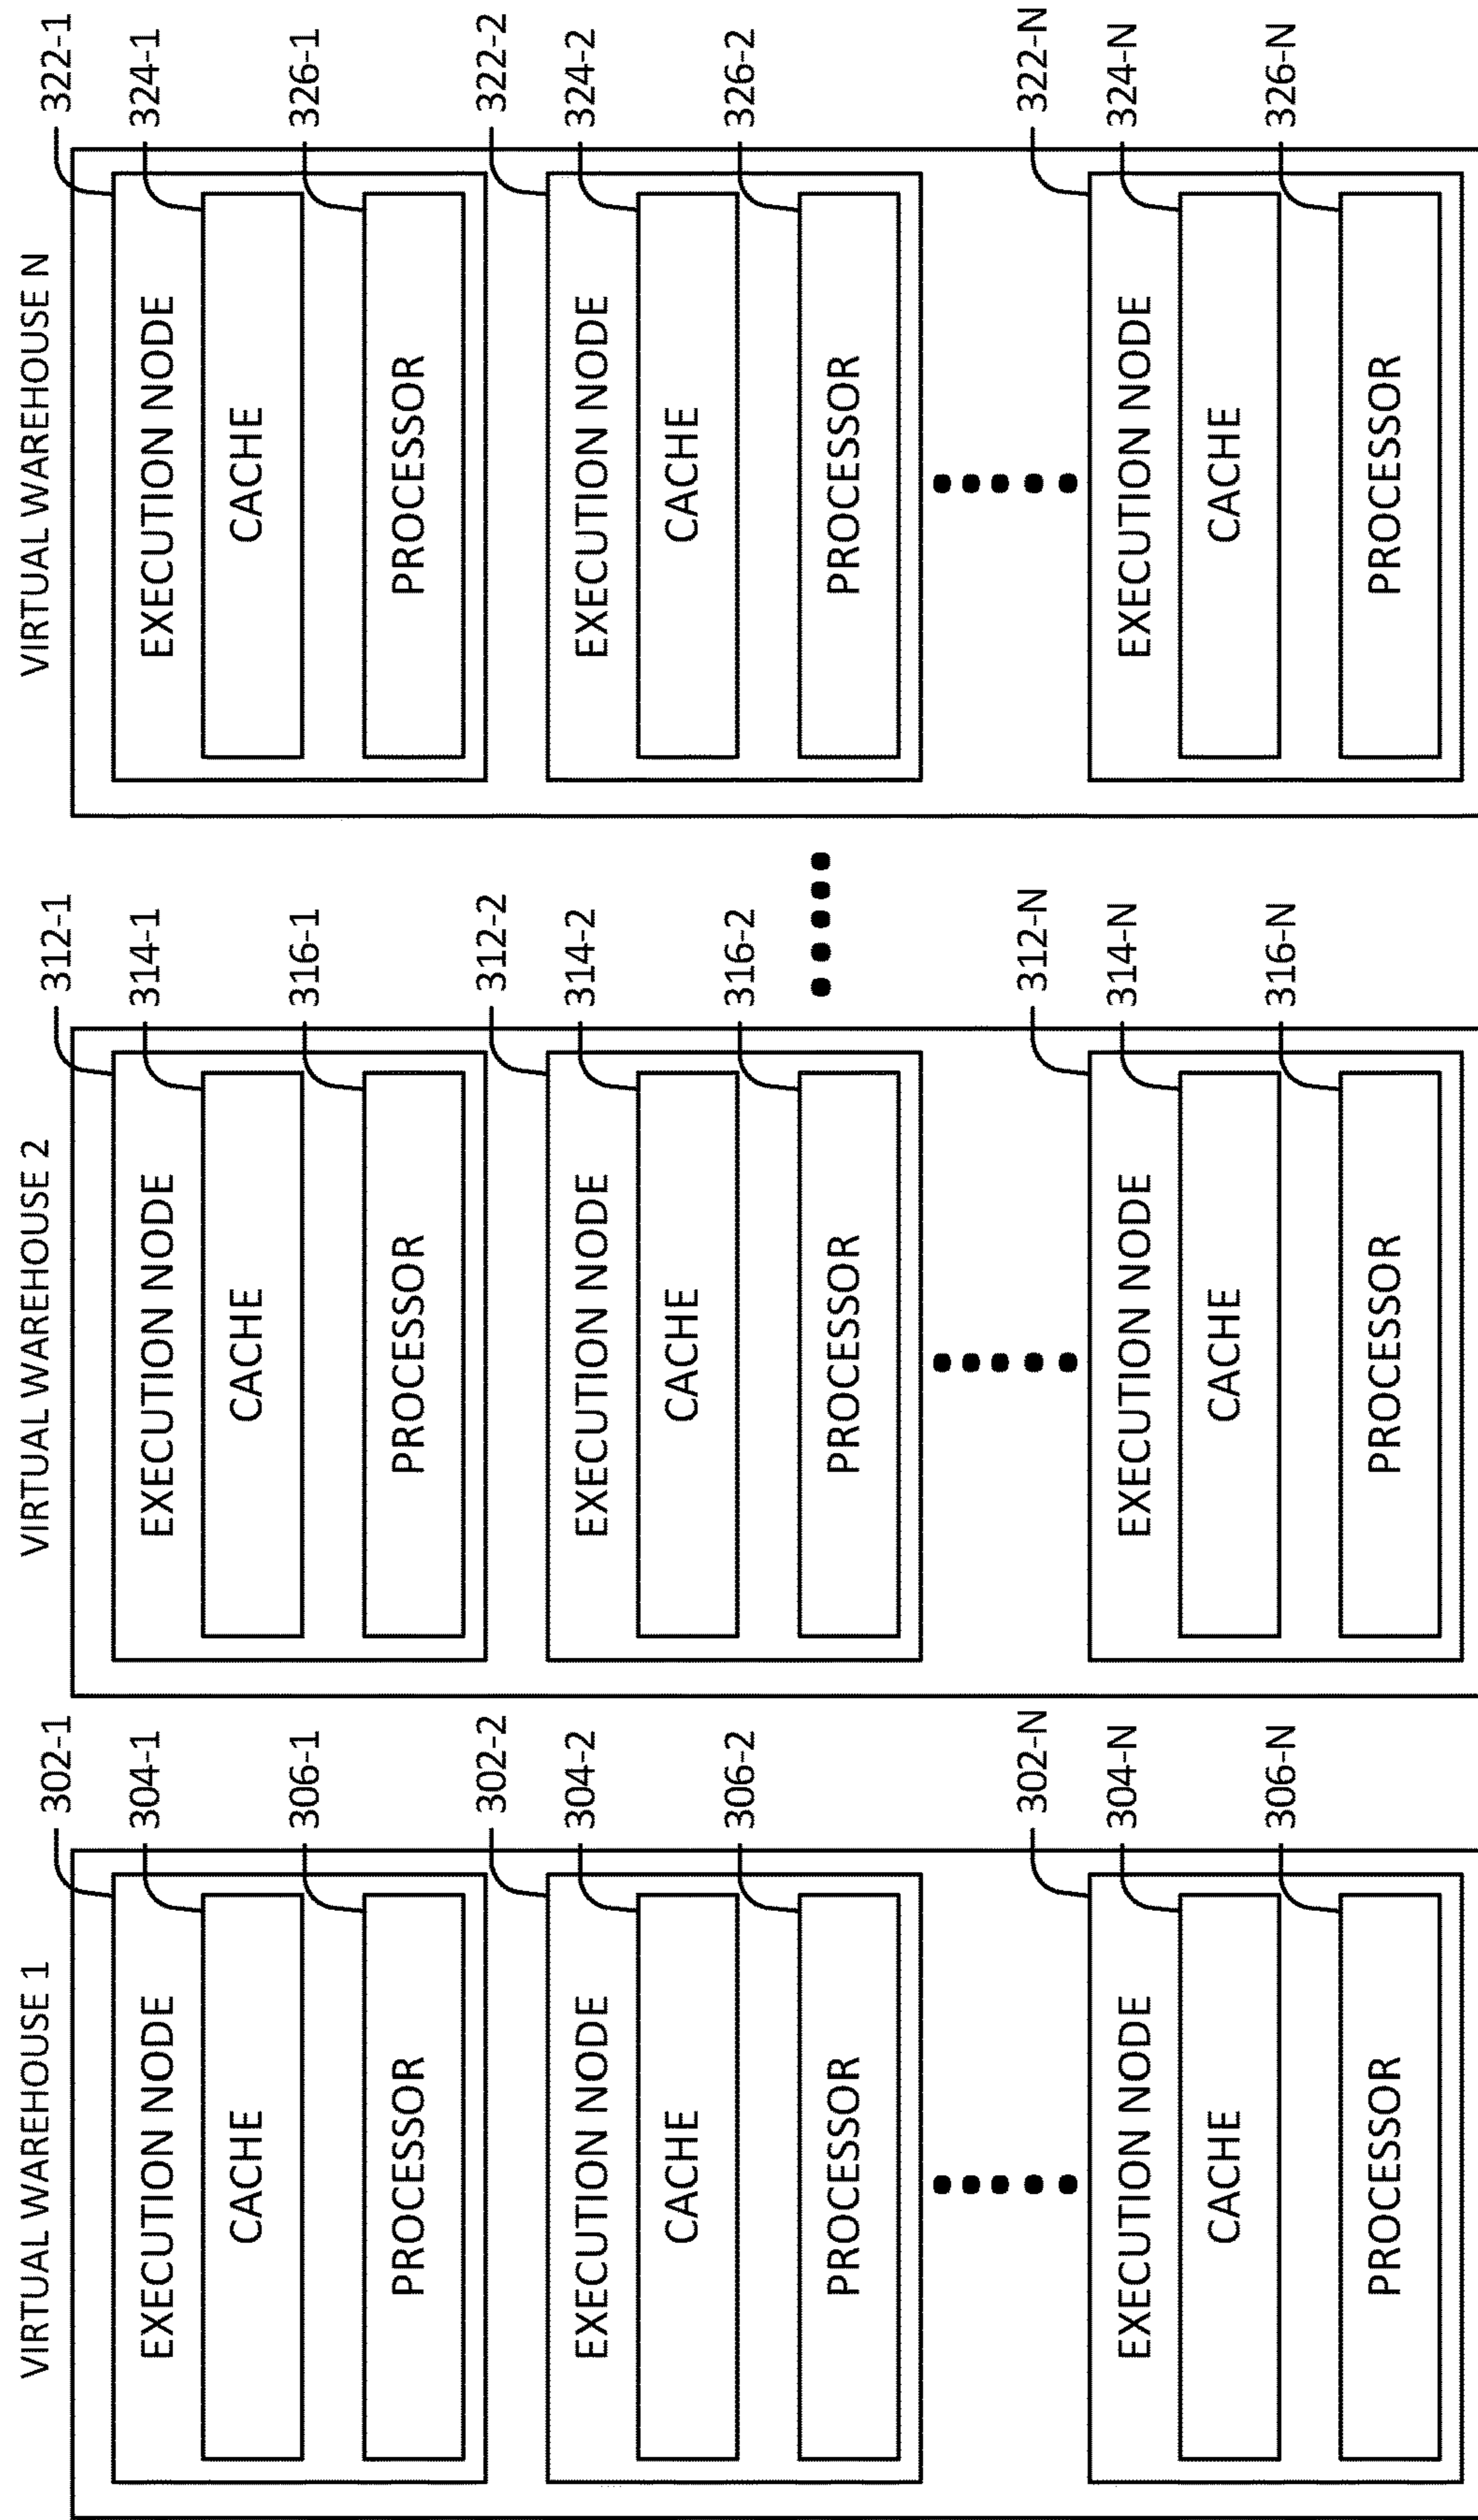 VIRTUAL WAREHOUSE 1
302-1
EXECUTION NODE
304-1
CACHE
306-1
PROCESSOR
302-2
EXECUTION NODE
304-2
CACHE
306-2
PROCESSOR
302-N
EXECUTION NODE
304-N
CACHE
306-N
PROCESSOR
VIRTUAL WAREHOUSE 2
312-1
EXECUTION NODE
314-1
CACHE
316-1
PROCESSOR
312-2
EXECUTION NODE
314-2
CACHE
316-2
PROCESSOR
312-N
EXECUTION NODE
314-N
CACHE
316-N
PROCESSOR
VIRTUAL WAREHOUSE N
322-1
EXECUTION NODE
324-1
CACHE
326-1
PROCESSOR
322-2
EXECUTION NODE
324-2
CACHE
326-2
PROCESSOR
322-N
EXECUTION NODE
324-N
CACHE
326-N
PROCESSOR